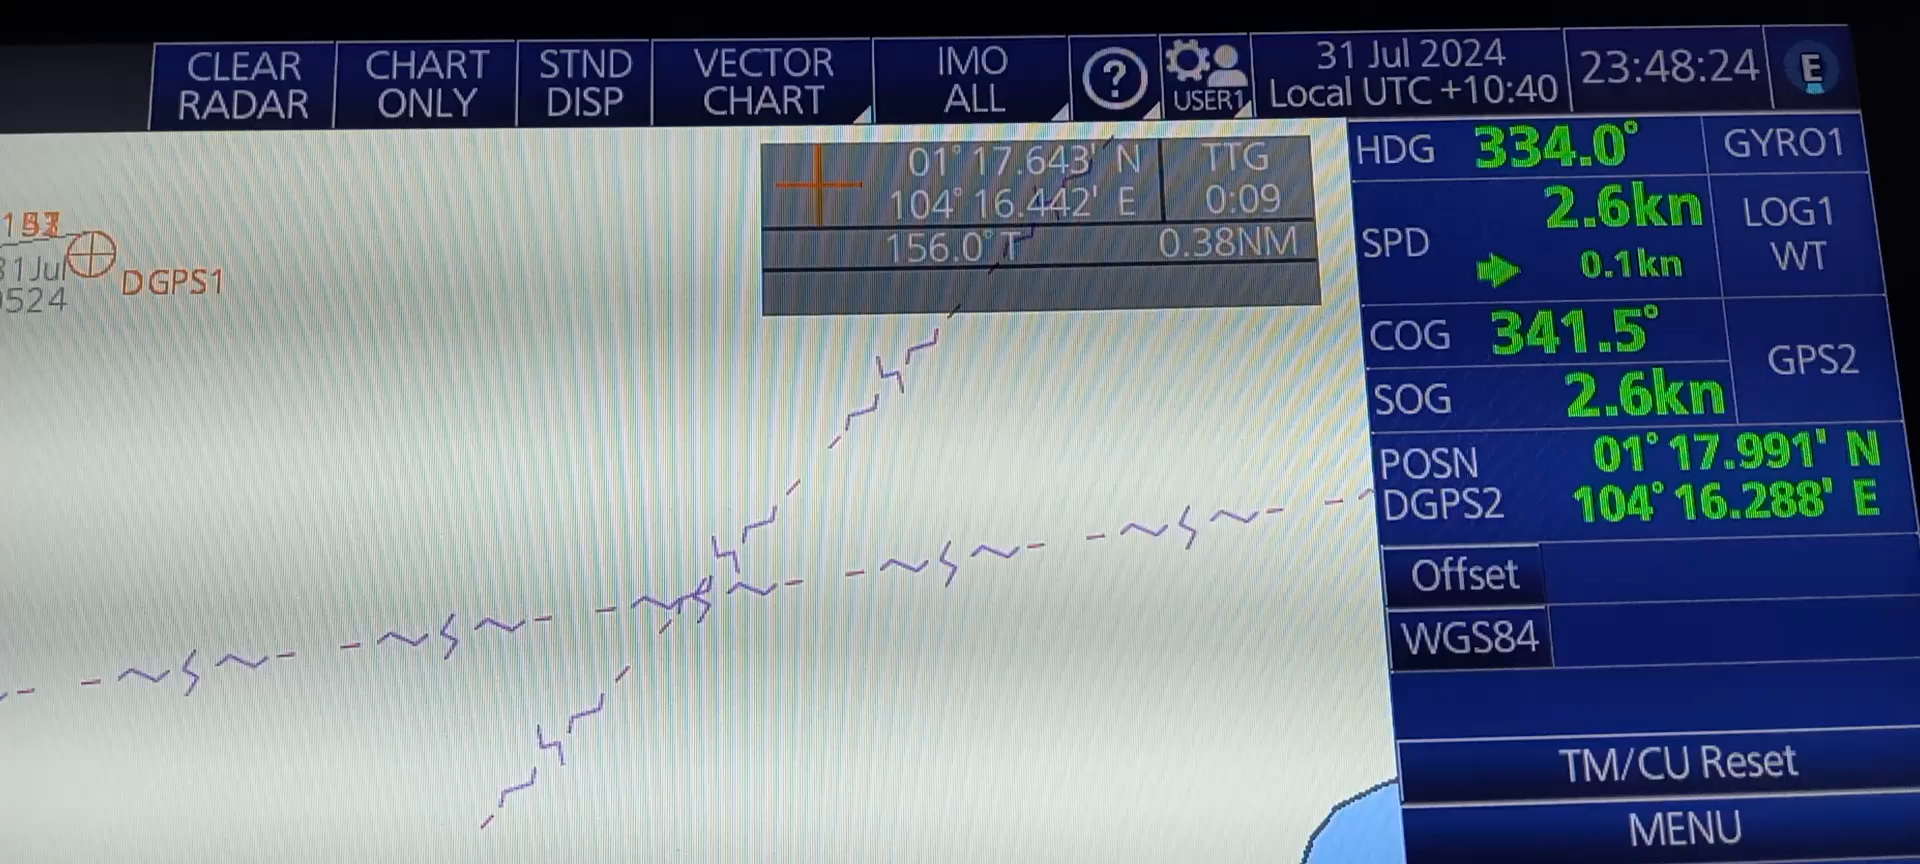 CLEAR RADAR
CHART ONLY
STND DISP
VECTOR CHART
IMO ALL
?
USER1
31 Jul 2024
Local UTC +10:40
23:48:24
E
01° 17.643' N
104° 16.442' E
TTG
0:09
156.0° T
0.38NM
31Jul
0524
DGPS1
HDG 334.0° GYRO1
SPD 2.6kn LOG1
0.1kn WT
COG 341.5° GPS2
SOG 2.6kn
POSN 01° 17.991' N
DGPS2 104° 16.288' E
Offset
WGS84
TM/CU Reset
MENU